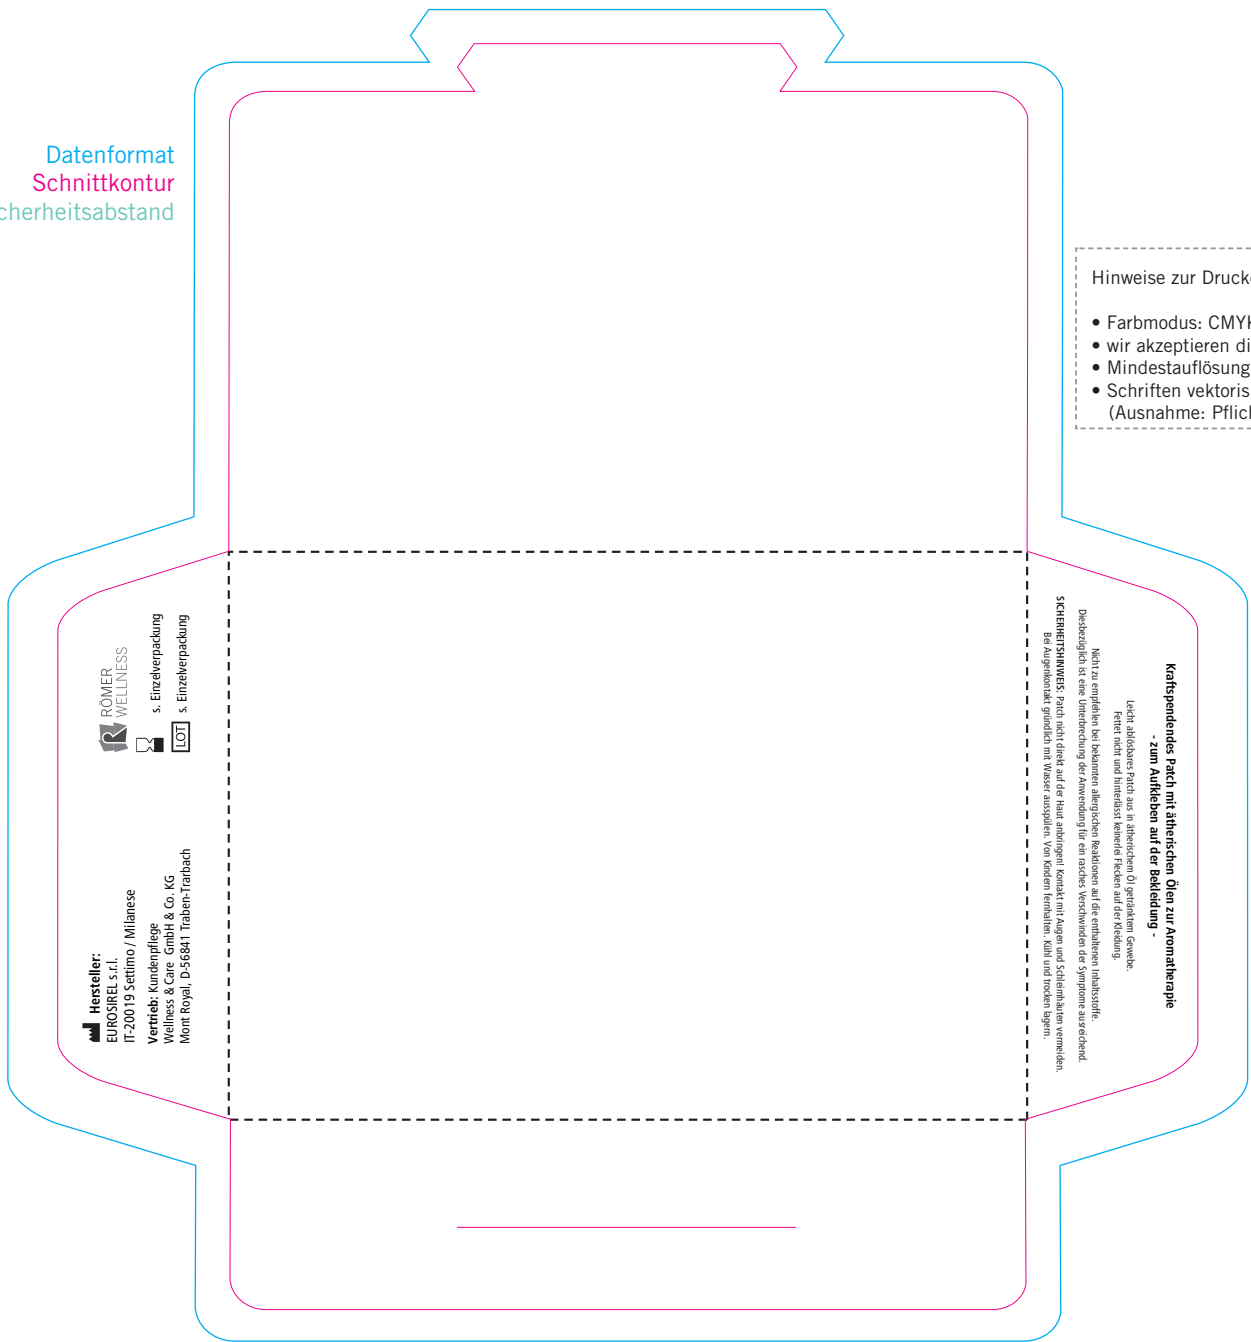 Datenformat
Schnittkontur
cherheitsabstand
Hinweise zur Drucke
• Farbmodus: CMYK
• wir akzeptieren di
• Mindestauflösung
• Schriften vektoris
(Ausnahme: Pflich
RÖMER
WELLNESS
s. Einzelverpackung
LOT s. Einzelverpackung
Hersteller:
EUROSIREL s.r.l.
IT-20019 Settimo / Milanese
Vertrieb: Kundenpflege
Wellness & Care GmbH & Co. KG
Mont Royal, D-56841 Traben-Trarbach
Kraftspendendes Patch mit ätherischen Ölen zur Aromatherapie
- zum Aufkleben auf der Bekleidung -
Leicht ablösbares Patch aus in ätherischem Öl getränktem Gewebe.
Fettet nicht und hinterlässt keinerlei Flecken auf der Kleidung.
Nicht zu empfehlen bei bekannten allergischen Reaktionen auf die enthaltenen Inhaltsstoffe.
Diesbezüglich ist eine Unterbrechung der Anwendung für ein rasches Verschwinden der Symptome ausreichend.
SICHERHEITSHINWEIS: Patch nicht direkt auf der Haut anbringen! Kontakt mit Augen und Schleimhäuten vermeiden.
Bei Augenkontakt gründlich mit Wasser ausspülen. Von Kindern fernhalten. Kühl und trocken lagern.